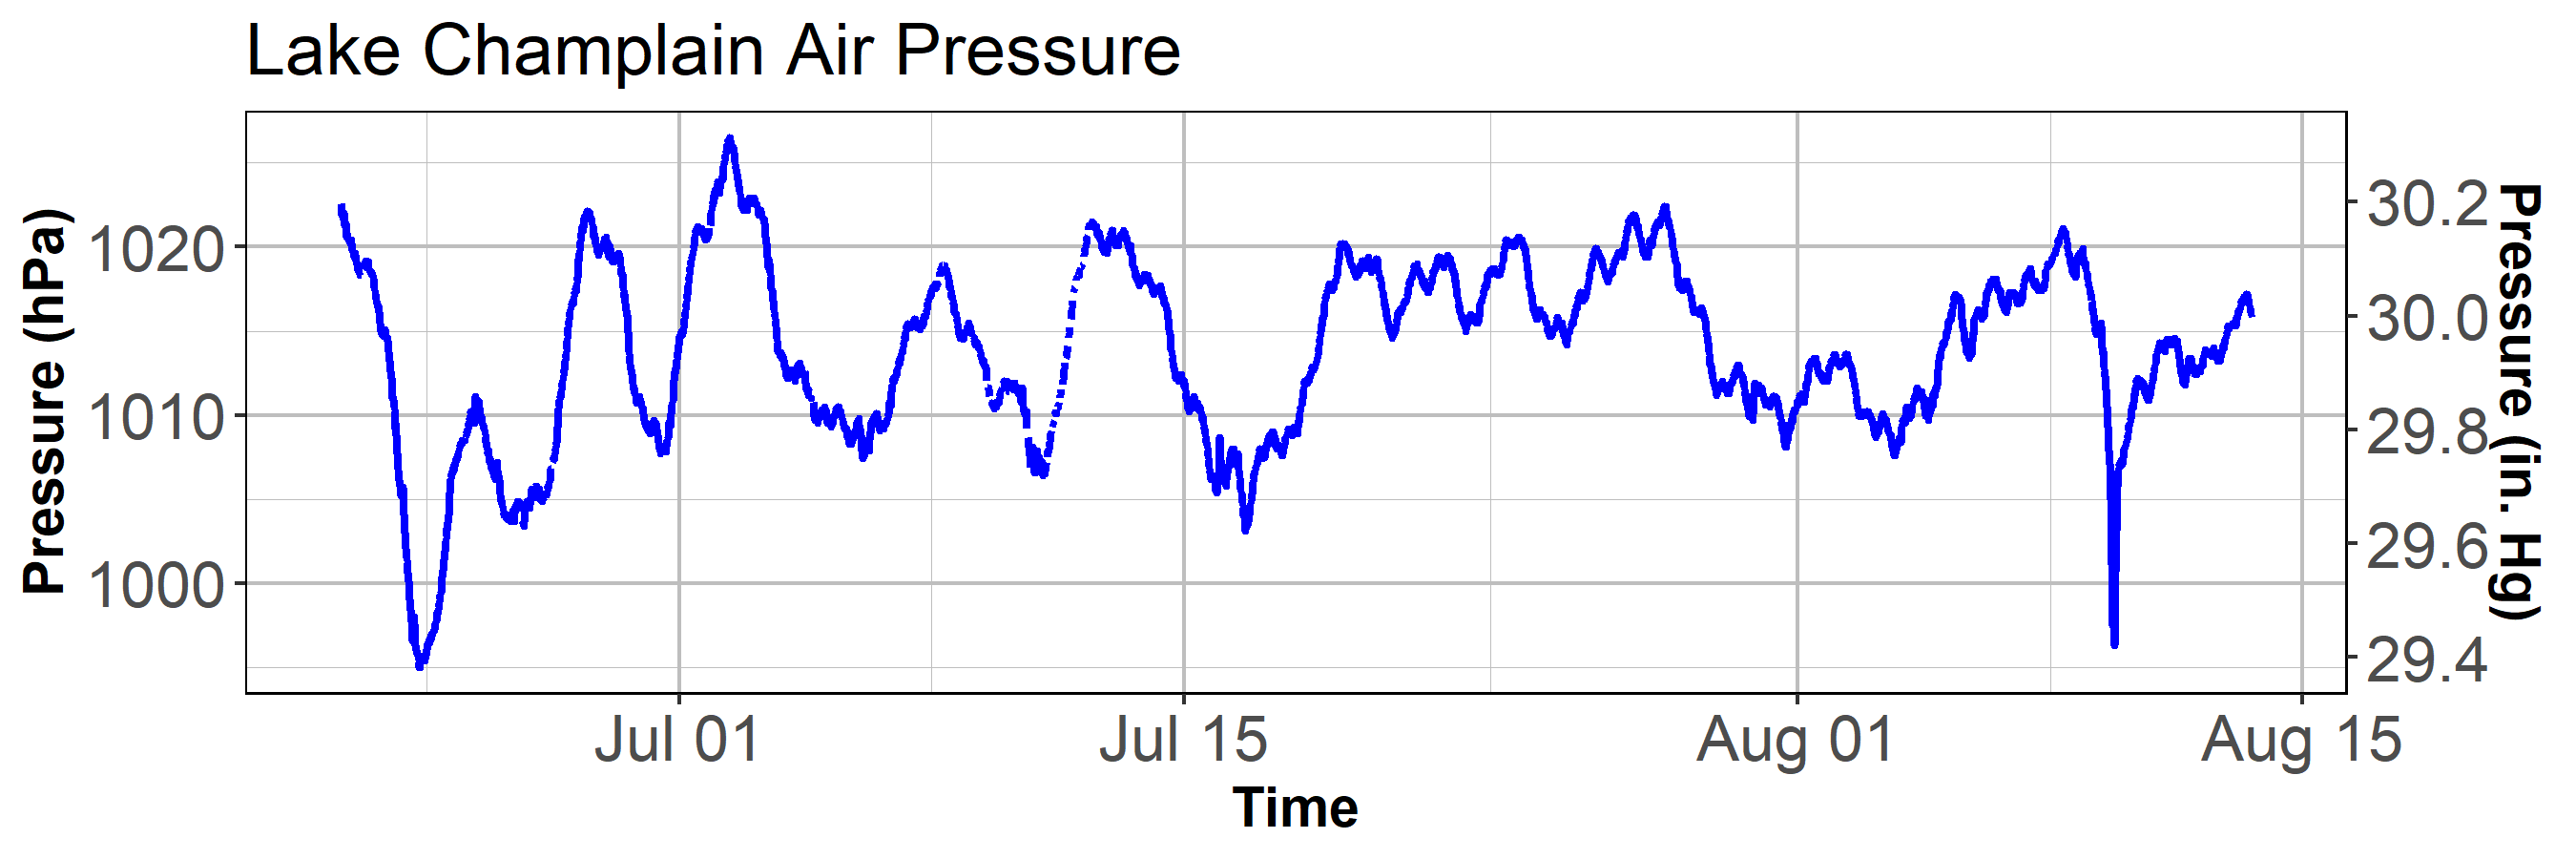 Lake Champlain Air Pressure
Pressure (hPa)
1020
1010
1000
30.2
30.0
29.8
29.6
29.4
Pressure (in. Hg)
Jul 01
Jul 15
Aug 01
Aug 15
Time